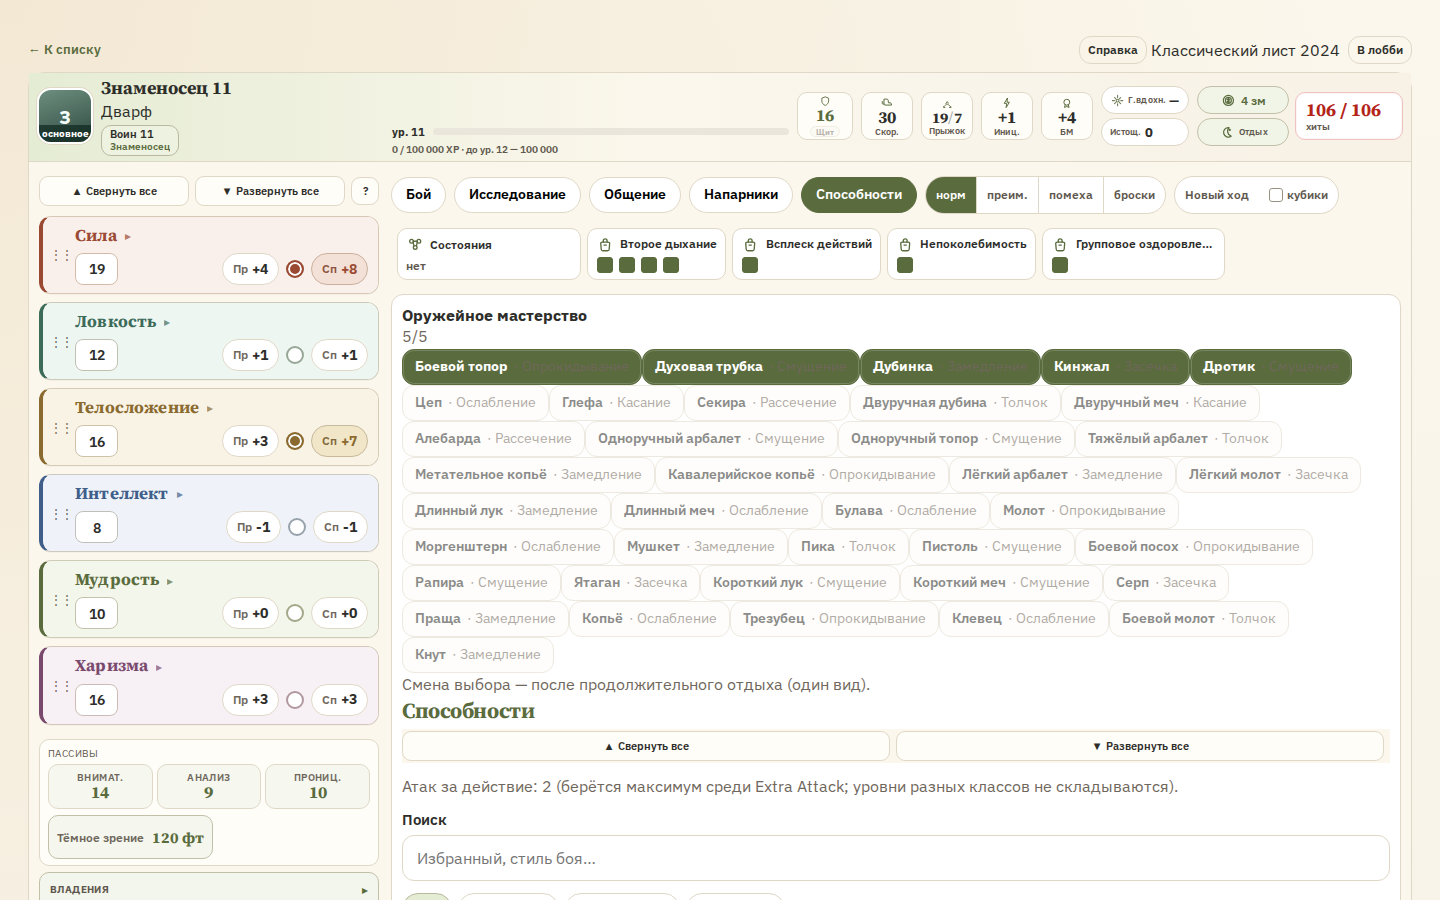 ← К списку
Справка Классический лист 2024 В лобби
З
основное
Знаменосец 11
Дварф
Воин 11
Знаменосец
ур. 11
0 / 100 000 XP · до ур. 12 — 100 000
16
Щит
30
Скор.
19/7
Прыжок
+1
Иниц.
+4
БМ
Г.вдохн. —
Истощ. 0
4 зм
Отдых
106 / 106
хиты
▲ Свернуть все ▼ Развернуть все ?
Бой Исследование Общение Напарники Способности норм преим. помеха броски Новый ход кубики
Сила ▸
19 Пр +4 Сп +8
Ловкость ▸
12 Пр +1 Сп +1
Телосложение ▸
16 Пр +3 Сп +7
Интеллект ▸
8 Пр -1 Сп -1
Мудрость ▸
10 Пр +0 Сп +0
Харизма ▸
16 Пр +3 Сп +3
ПАССИВЫ
ВНИМАТ.
14
АНАЛИЗ
9
ПРОНИЦ.
10
Тёмное зрение 120 фт
ВЛАДЕНИЯ ▸
Состояния
нет
Второе дыхание
Всплеск действий
Непоколебимость
Групповое оздоровле...
Оружейное мастерство
5/5
Боевой топор Духовая трубка Дубинка Кинжал Дротик
Цеп · Ослабление Глефа · Касание Секира · Рассечение Двуручная дубина · Толчок Двуручный меч · Касание
Алебарда · Рассечение Одноручный арбалет · Смущение Одноручный топор · Смущение Тяжёлый арбалет · Толчок
Метательное копьё · Замедление Кавалерийское копьё · Опрокидывание Лёгкий арбалет · Замедление Лёгкий молот · Засечка
Длинный лук · Замедление Длинный меч · Ослабление Булава · Ослабление Молот · Опрокидывание
Моргенштерн · Ослабление Мушкет · Замедление Пика · Толчок Пистоль · Смущение Боевой посох · Опрокидывание
Рапира · Смущение Ятаган · Засечка Короткий лук · Смущение Короткий меч · Смущение Серп · Засечка
Праща · Замедление Копьё · Ослабление Трезубец · Опрокидывание Клевец · Ослабление Боевой молот · Толчок
Кнут · Замедление
Смена выбора — после продолжительного отдыха (один вид).
Способности
▲ Свернуть все ▼ Развернуть все
Атак за действие: 2 (берётся максимум среди Extra Attack; уровни разных классов не складываются).
Поиск
Избранный, стиль боя...